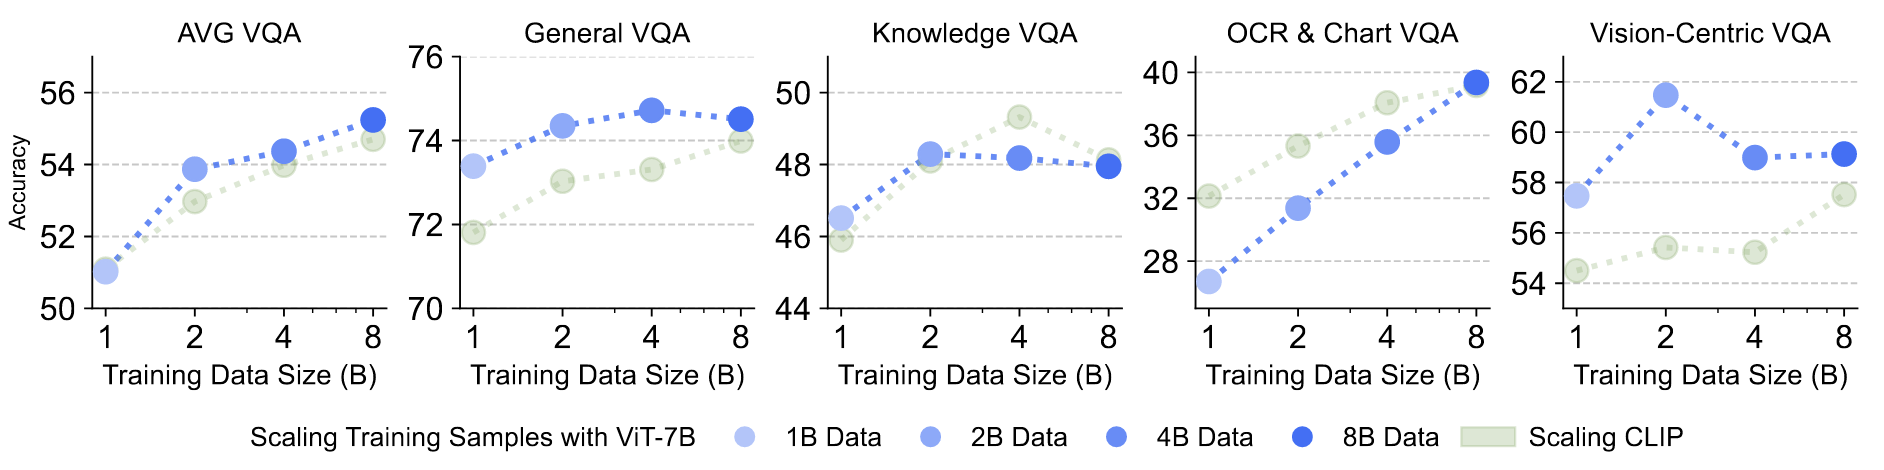 AVG VQA
General VQA
Knowledge VQA
OCR & Chart VQA
Vision-Centric VQA
Accuracy
56
54
52
50
1 2 4 8
Training Data Size (B)
76
74
72
70
1 2 4 8
Training Data Size (B)
50
48
46
44
1 2 4 8
Training Data Size (B)
40
36
32
28
1 2 4 8
Training Data Size (B)
62
60
58
56
54
1 2 4 8
Training Data Size (B)
Scaling Training Samples with ViT-7B 1B Data 2B Data 4B Data 8B Data Scaling CLIP